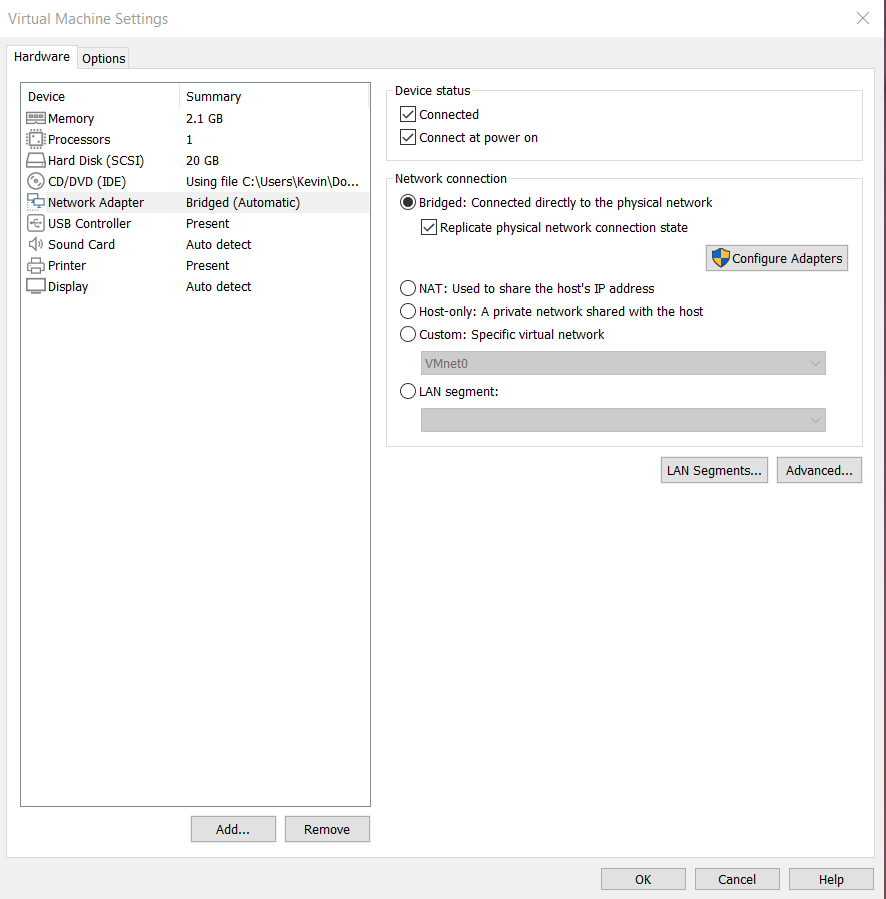 Virtual Machine Settings
Hardware
Options
Device Summary
Memory 2.1 GB
Processors 1
Hard Disk (SCSI) 20 GB
CD/DVD (IDE) Using file C:\Users\Kevin\Do...
Network Adapter Bridged (Automatic)
USB Controller Present
Sound Card Auto detect
Printer Present
Display Auto detect
Add...
Remove
Device status
Connected
Connect at power on
Network connection
Bridged: Connected directly to the physical network
Replicate physical network connection state
Configure Adapters
NAT: Used to share the host's IP address
Host-only: A private network shared with the host
Custom: Specific virtual network
VMnet0
LAN segment:
LAN Segments...
Advanced...
OK
Cancel
Help